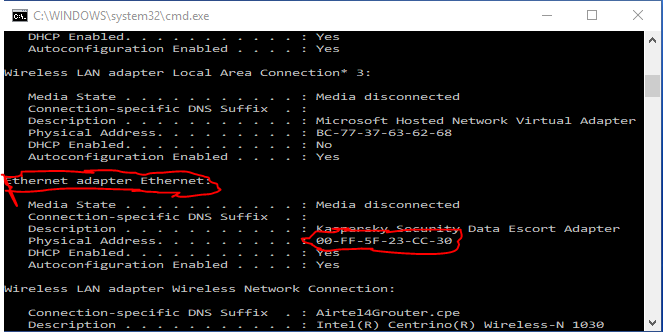 C:\WINDOWS\system32\cmd.exe
DHCP Enabled. . . . . . . . . . . : Yes
Autoconfiguration Enabled . . . . : Yes
Wireless LAN adapter Local Area Connection* 3:
Media State . . . . . . . . . . . : Media disconnected
Connection-specific DNS Suffix  . :
Description . . . . . . . . . . . : Microsoft Hosted Network Virtual Adapter
Physical Address. . . . . . . . . : BC-77-37-63-62-68
DHCP Enabled. . . . . . . . . . . : No
Autoconfiguration Enabled . . . . : Yes
Ethernet adapter Ethernet:
Media State . . . . . . . . . . . : Media disconnected
Connection-specific DNS Suffix  . :
Description . . . . . . . . . . . : Kaspersky Security Data Escort Adapter
Physical Address. . . . . . . . . : 00-FF-5F-23-CC-30
DHCP Enabled. . . . . . . . . . . : Yes
Autoconfiguration Enabled . . . . : Yes
Wireless LAN adapter Wireless Network Connection:
Connection-specific DNS Suffix  . : Airtel4Grouter.cpe
Description . . . . . . . . . . . : Intel(R) Centrino(R) Wireless-N 1030